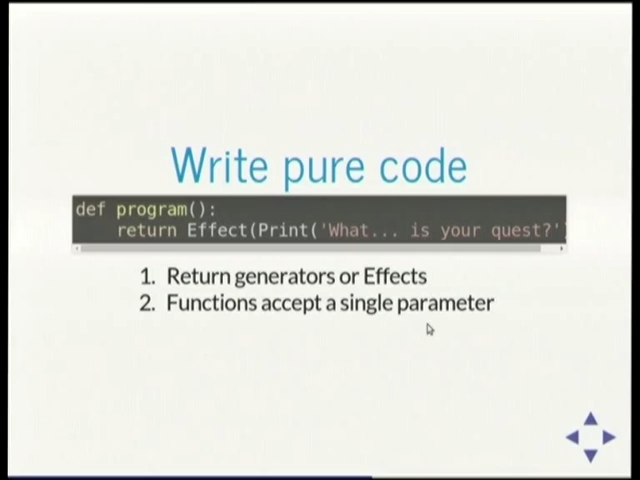 Write pure code
def program():
return Effect(Print('What... is your quest?'
1. Return generators or Effects
2. Functions accept a single parameter